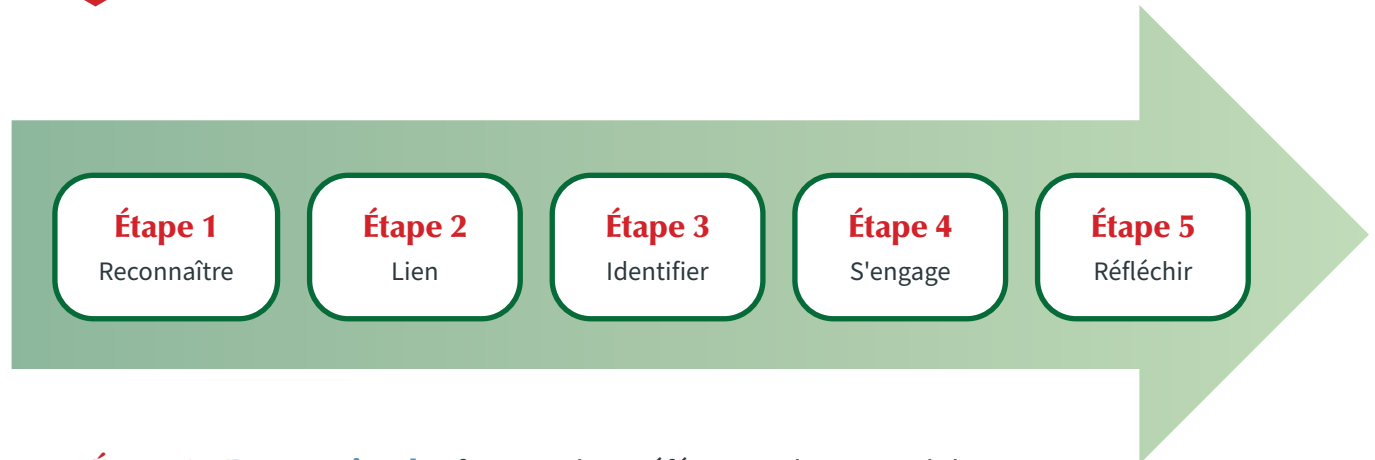 Étape 1
Reconnaître
Étape 2
Lien
Étape 3
Identifier
Étape 4
S'engage
Étape 5
Réfléchir